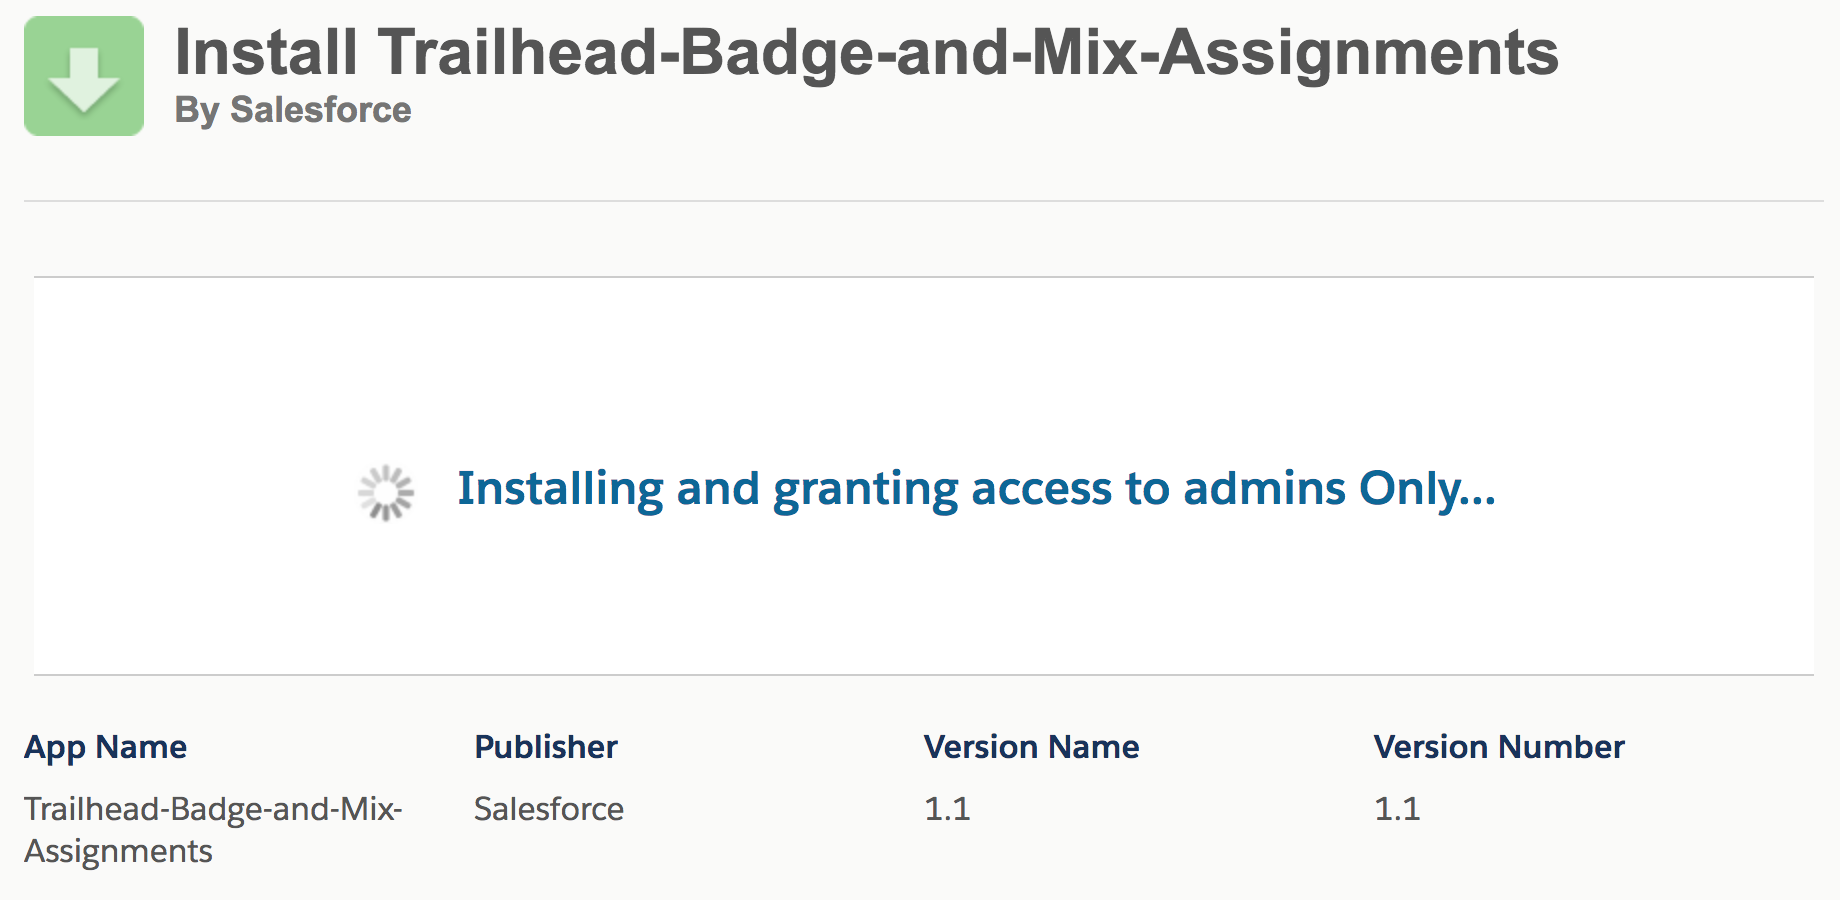 Install Trailhead-Badge-and-Mix-Assignments
By Salesforce
Installing and granting access to admins Only...
App Name
Publisher
Version Name
Version Number
Trailhead-Badge-and-Mix-
Assignments
Salesforce
1.1
1.1